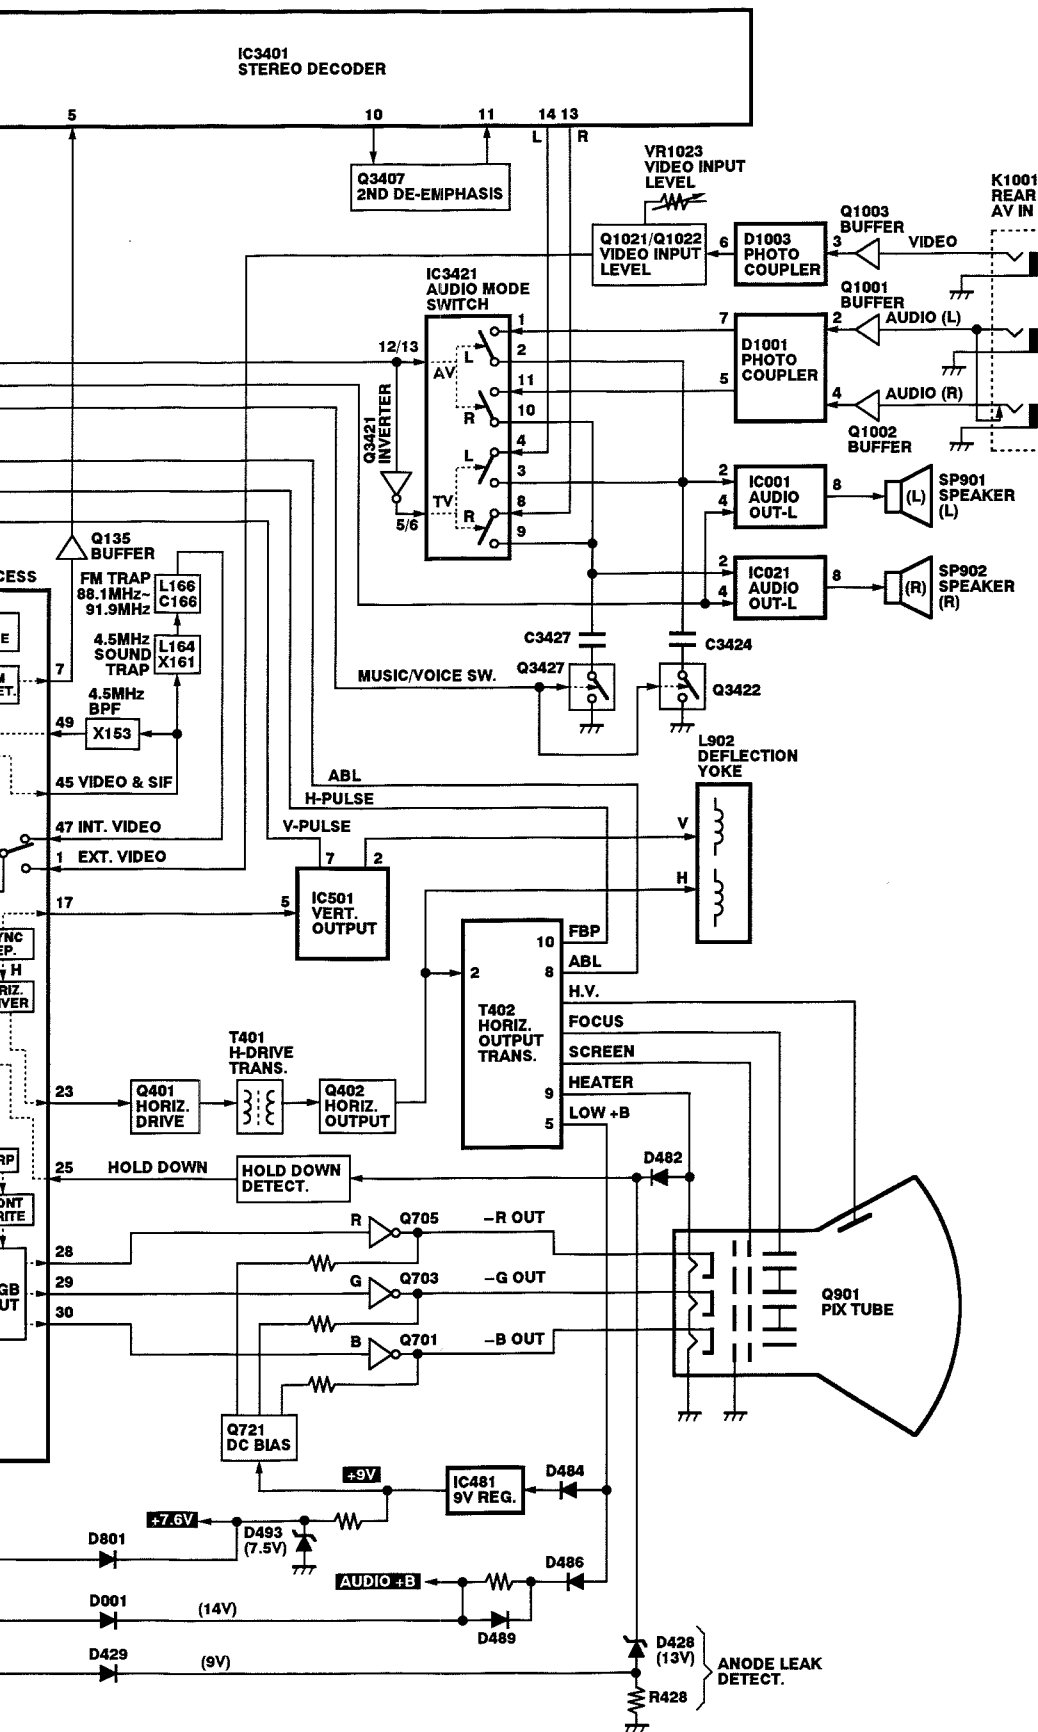 IC3401
STEREO DECODER
5
10
11
14 13
L
R
Q3407
2ND DE-EMPHASIS
VR1023
VIDEO INPUT
LEVEL
K1001
REAR
AV IN
Q1003
BUFFER
Q1021/Q1022
VIDEO INPUT
LEVEL
6
D1003
PHOTO
COUPLER
3
VIDEO
IC3421
AUDIO MODE
SWITCH
Q1001
BUFFER
1
7
2
AUDIO (L)
12/13
L
2
D1001
PHOTO
COUPLER
AV
11
5
4
AUDIO (R)
Q3421
INVERTER
R
10
Q1002
BUFFER
4
L
3
2
IC001
AUDIO
OUT-L
8
(L)
SP901
SPEAKER
(L)
TV
8
4
5/6
R
9
Q135
BUFFER
CESS
FM TRAP
88.1MHz~
91.9MHz
L166
C166
2
IC021
AUDIO
OUT-L
8
(R)
SP902
SPEAKER
(R)
4
E
4.5MHz
SOUND
TRAP
L164
X161
C3427
C3424
M
ET.
7
Q3427
Q3422
MUSIC/VOICE SW.
4.5MHz
BPF
49
X153
L902
DEFLECTION
YOKE
45 VIDEO & SIF
ABL
H-PULSE
V-PULSE
V
47 INT. VIDEO
1 EXT. VIDEO
7
2
H
17
5
IC501
VERT.
OUTPUT
YNC
EP.
H
RIZ.
IVER
10
FBP
2
8
ABL
H.V.
T402
HORIZ.
OUTPUT
TRANS.
FOCUS
SCREEN
T401
H-DRIVE
TRANS.
9
HEATER
23
Q401
HORIZ.
DRIVE
Q402
HORIZ.
OUTPUT
5
LOW +B
RP
25
HOLD DOWN
HOLD DOWN
DETECT.
D482
ONT
RITE
R
Q705
–R OUT
28
GB
UT
29
G
Q703
–G OUT
Q901
PIX TUBE
30
B
Q701
–B OUT
Q721
DC BIAS
+9V
IC481
9V REG.
D484
+7.6V
D493
(7.5V)
D801
AUDIO +B
D486
D001
(14V)
D489
D429
(9V)
D428
(13V)
ANODE LEAK
DETECT.
R428